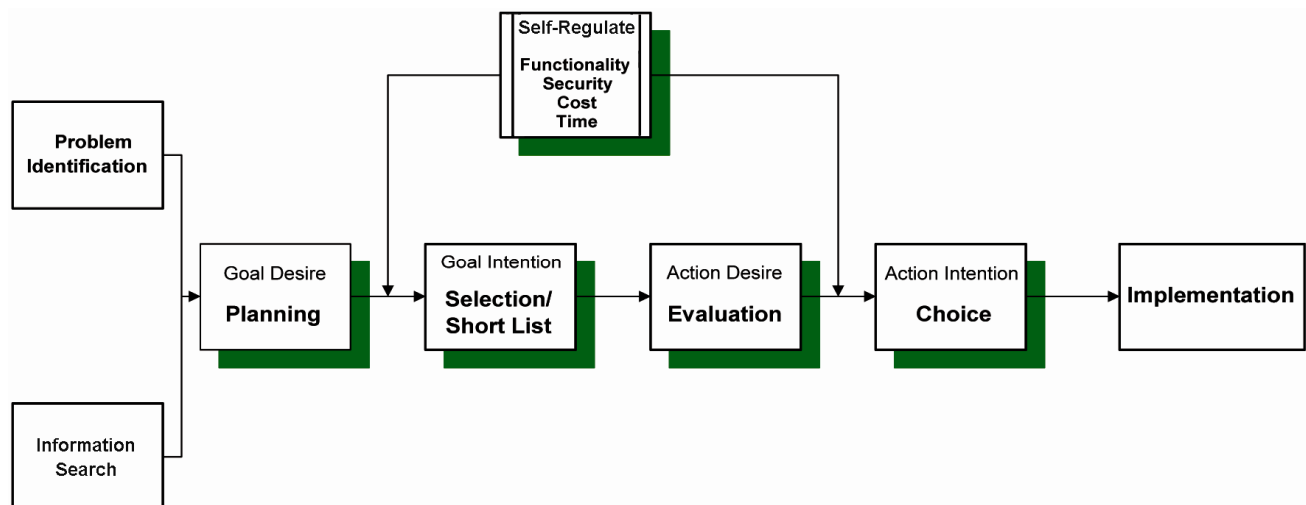 Self-Regulate
Functionality
Security
Cost
Time
Problem
Identification
Goal Desire
Planning
Goal Intention
Selection/
Short List
Action Desire
Evaluation
Action Intention
Choice
Implementation
Information
Search